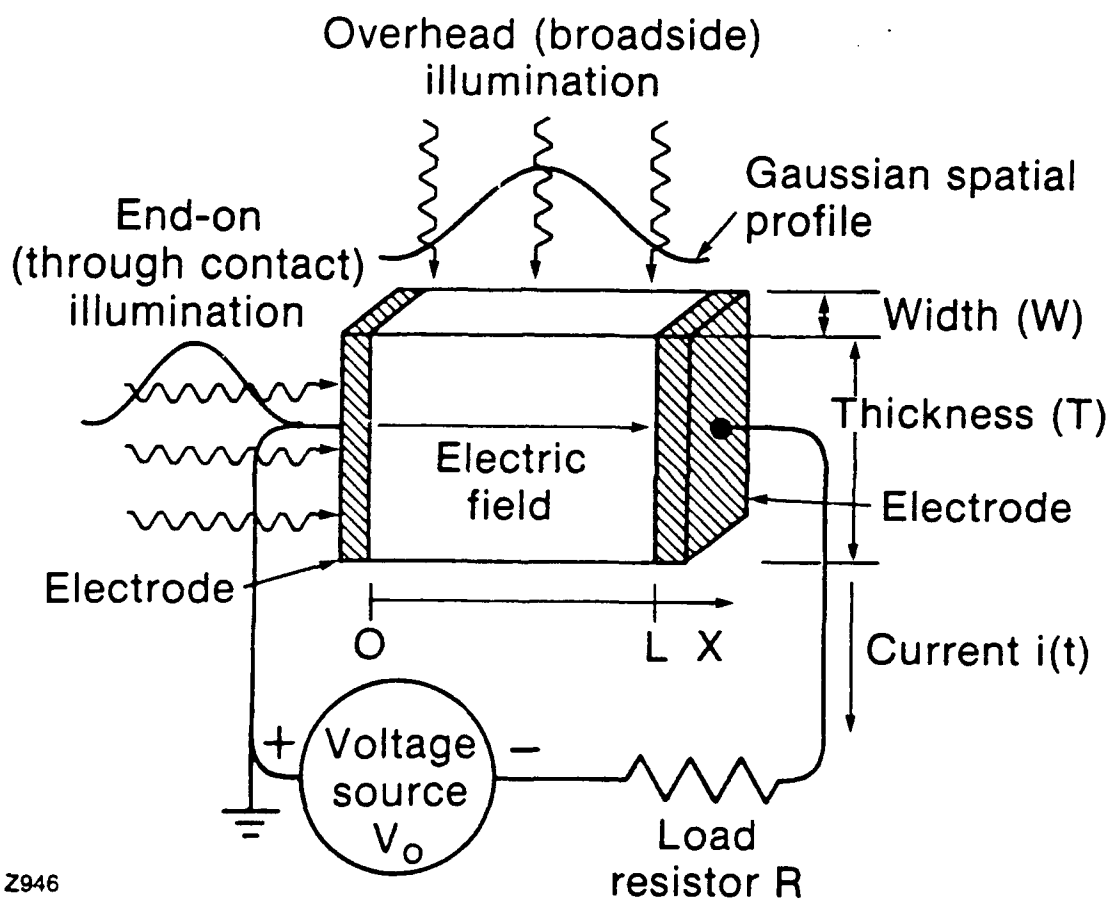 Overhead (broadside)
illumination
Gaussian spatial
profile
End-on
(through contact)
illumination
Width (W)
Thickness (T)
Electric
field
Electrode
Electrode
O
L
X
Current i(t)
+
Voltage
source
V₀
−
Load
resistor R
Z946